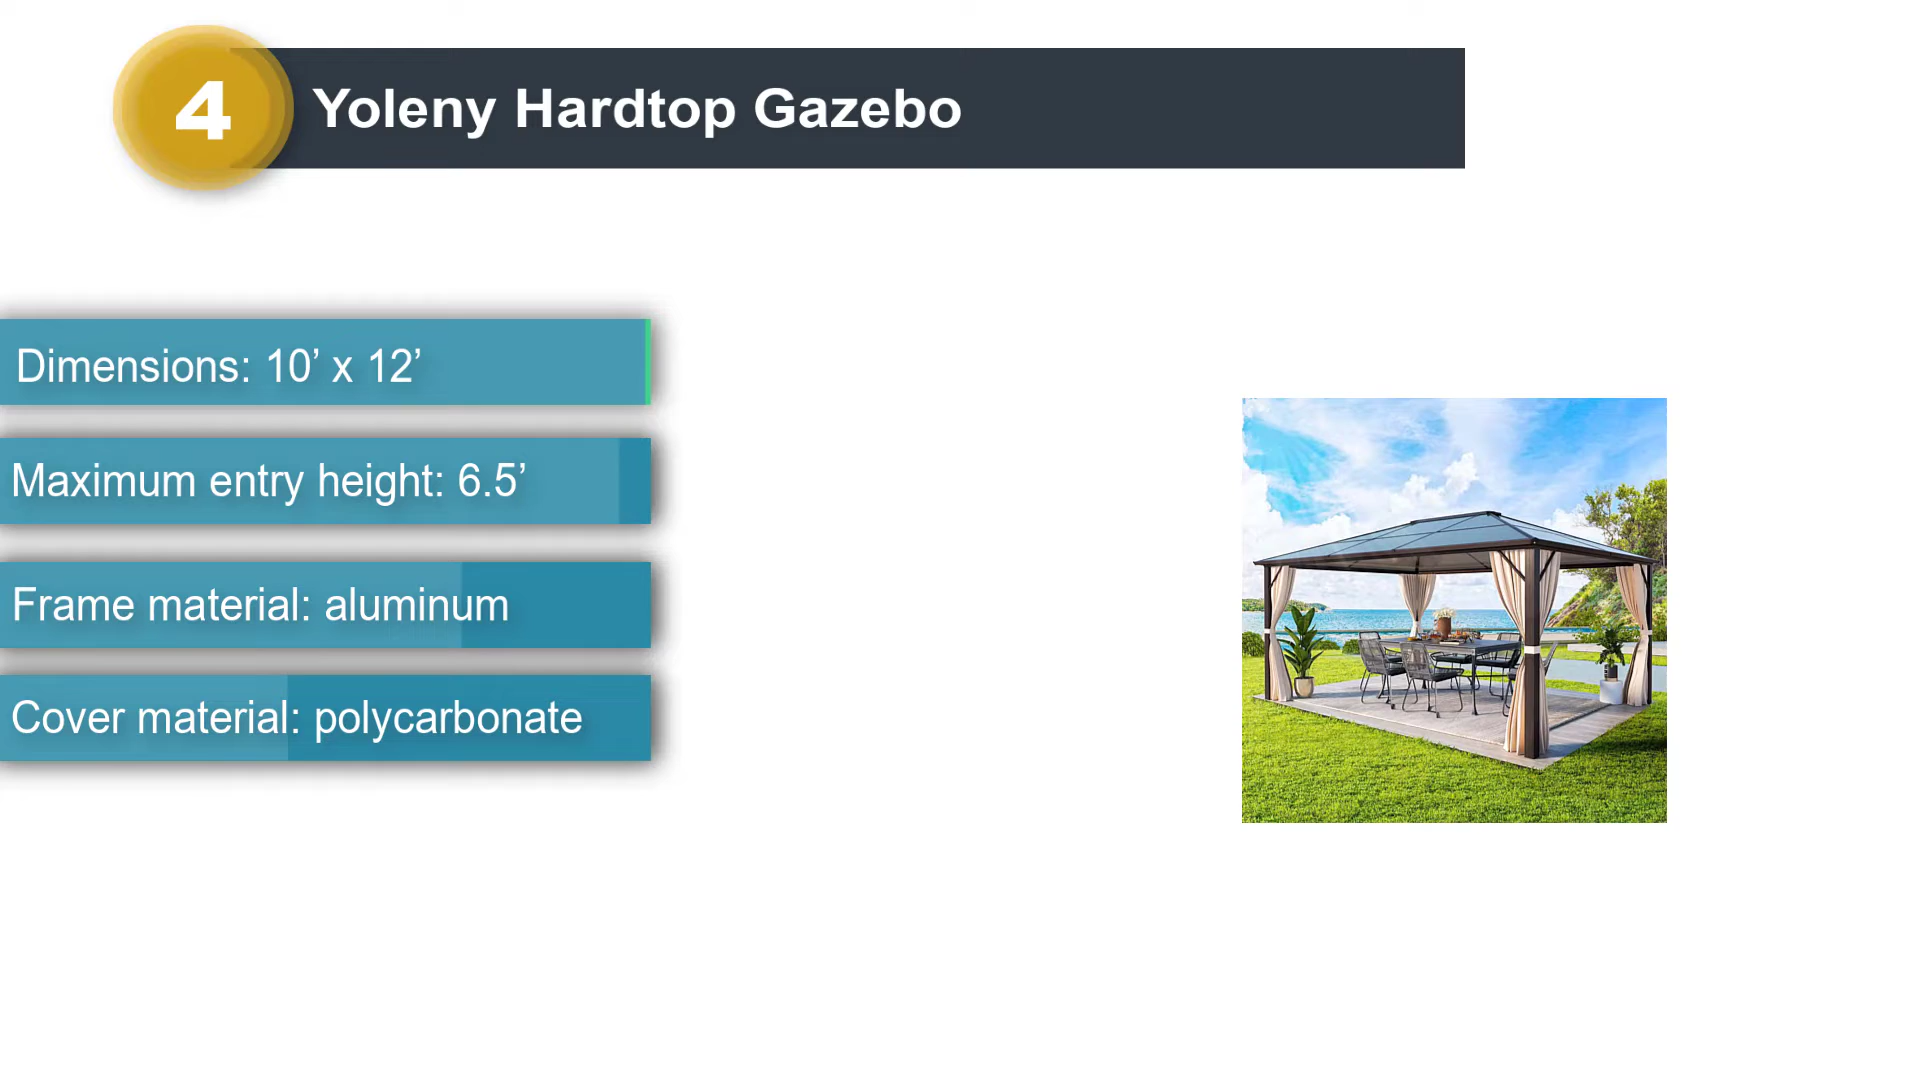 4
Yoleny Hardtop Gazebo
Dimensions: 10’ x 12’
Maximum entry height: 6.5’
Frame material: aluminum
Cover material: polycarbonate